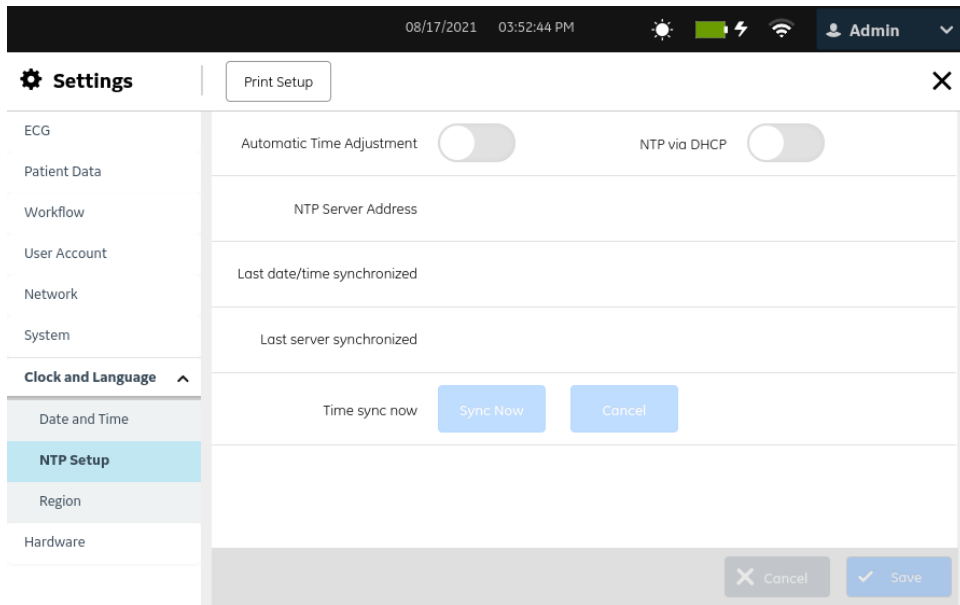 08/17/2021 03:52:44 PM Admin
Settings Print Setup
ECG
Patient Data
Workflow
User Account
Network
System
Clock and Language
Date and Time
NTP Setup
Region
Hardware
Automatic Time Adjustment NTP via DHCP
NTP Server Address
Last date/time synchronized
Last server synchronized
Time sync now Sync Now Cancel
Cancel Save